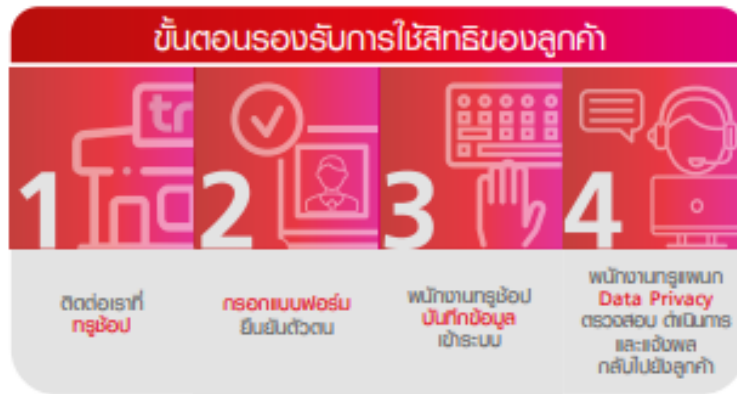 ขั้นตอนรองรับการใช้สิทธิของลูกค้า
tr
1
2
3
4
ติดต่อเราที่
ทรูช้อป
กรอกแบบฟอร์ม
ยืนยันตัวตน
พนักงานทรูช้อป
บันทึกข้อมูล
เข้าระบบ
พนักงานทรูแผนก
Data Privacy
ตรวจสอบ ดำเนินการ
และแจ้งผล
กลับไปยังลูกค้า